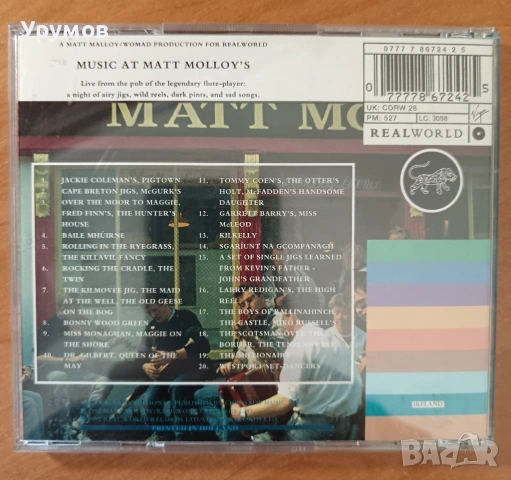 Удумо
A MATT MALLOY/WOMAD PRODUCTION FOR REALWORLD
MUSIC AT MATT MOLLOY'S
Live from the pub of the legendary flute-player:
a night of airy jigs, wild reels, dark pints, and sad songs.
0777 7 86724 2 5
0 77778 67242 5
UK: CDRW 26
PM: 527 LC: 3098
REALWORLD
MATT MO
1. JACKIE COLEMAN'S, PIGTOWN
2. CAPE BRETON JIGS, McGURK'S
3. OVER THE MOOR TO MAGGIE,
FRED FINN'S, THE HUNTER'S
HOUSE
4. BAILE MHÚIRNE
5. ROLLING IN THE RYEGRASS,
THE KILLAVIL FANCY
6. ROCKING THE CRADLE, THE
TWIN
7. THE KILMOVEE JIG, THE MAID
AT THE WELL, THE OLD GEESE
ON THE BOG
8. BONNY WOOD GREEN
9. MISS MONAGHAN, MAGGIE ON
THE SHORE
10. DR. GILBERT, QUEEN OF THE
MAY
11. TOMMY COEN'S, THE OTTER'S
HOLT, McFADDEN'S HANDSOME
DAUGHTER
12. GARRETT BARRY'S, MISS
McLEOD
13. KILKELLY
14. SGARIUNT NA GCOMPANAGH
15. A SET OF SINGLE JIGS LEARNED
FROM KEVIN'S FATHER -
JOHN'S GRANDFATHER
16. LARRY REDIGAN'S, THE HIGH
REEL
17. THE BOYS OF BALLINAHINCH,
THE CASTLE, MIKO RUSSELL'S
18. THE SCOTSMAN OVER THE
BORDER, THE
19. THE MILLIONAIRE
20. WESTPORT SET-DANCERS
IRELAND
PRINTED IN HOLLAND
BAZAR